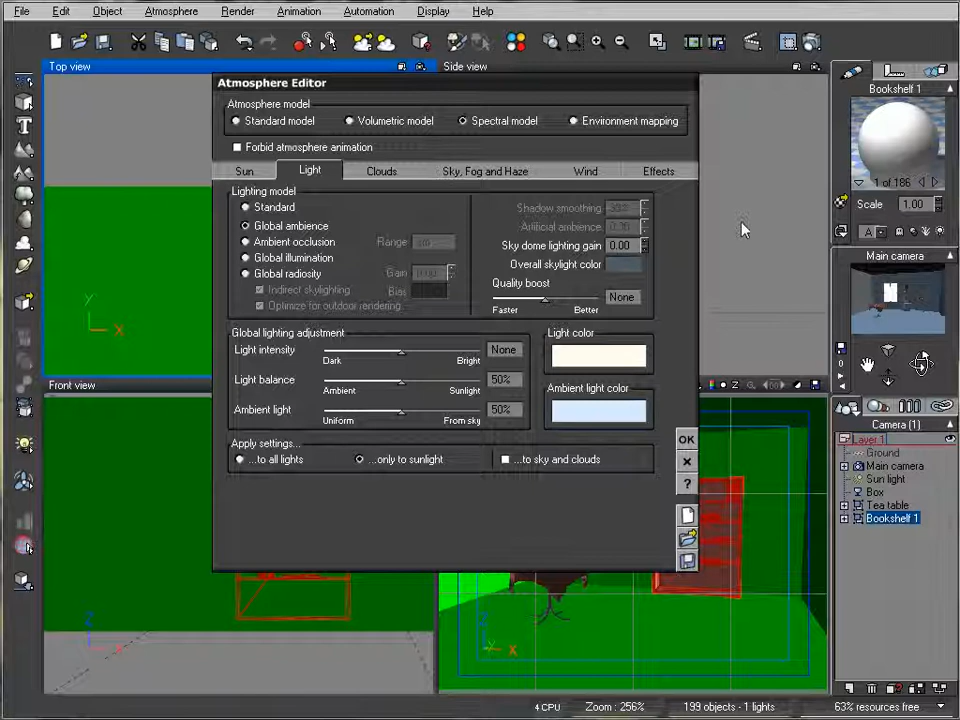 File Edit Object Atmosphere Render Animation Automation Display Help
Top view
Side view
Atmosphere Editor
Atmosphere model
Standard model Volumetric model Spectral model Environment mapping
Forbid atmosphere animation
Sun Light Clouds Sky, Fog and Haze Wind Effects
Lighting model
Standard
Global ambience
Ambient occlusion Range
Global illumination
Global radiosity Gain
Indirect skylighting Bias
Optimize for outdoor rendering
Shadow smoothing
Artificial ambience
Sky dome lighting gain 0.00
Overall skylight color
Quality boost
None
Faster Better
Global lighting adjustment
Light intensity None
Dark Bright
Light balance 50%
Ambient Sunlight
Ambient light 50%
Uniform From sky
Light color
Ambient light color
Apply settings...
...to all lights ...only to sunlight ...to sky and clouds
OK
?
Front view
Y
X
Z
X
Z
Y X
Bookshelf 1
1 of 186
Scale 1.00
A
Main camera
0
Camera (1)
Layer 1
Ground
Main camera
Sun light
Box
Tea table
Bookshelf 1
4 CPU Zoom : 256% 199 objects - 1 lights 63% resources free